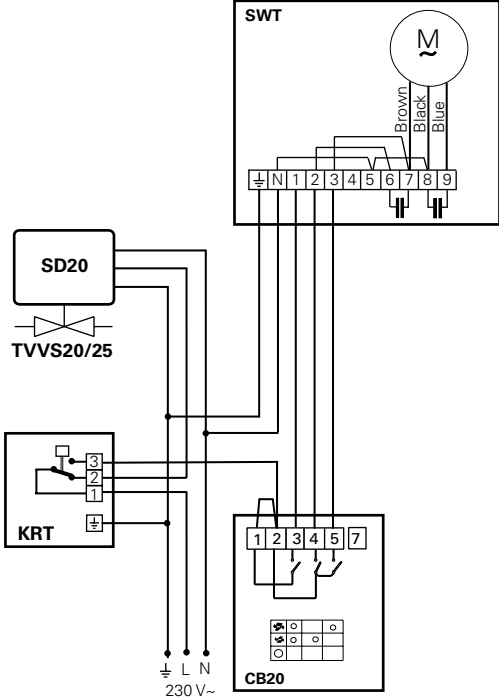 SWT
M
~
Brown
Black
Blue
N 1 2 3 4 5 6 7 8 9
SD20
TVVS20/25
3
2
1
KRT
1 2 3 4 5 7
L N
230 V~
CB20